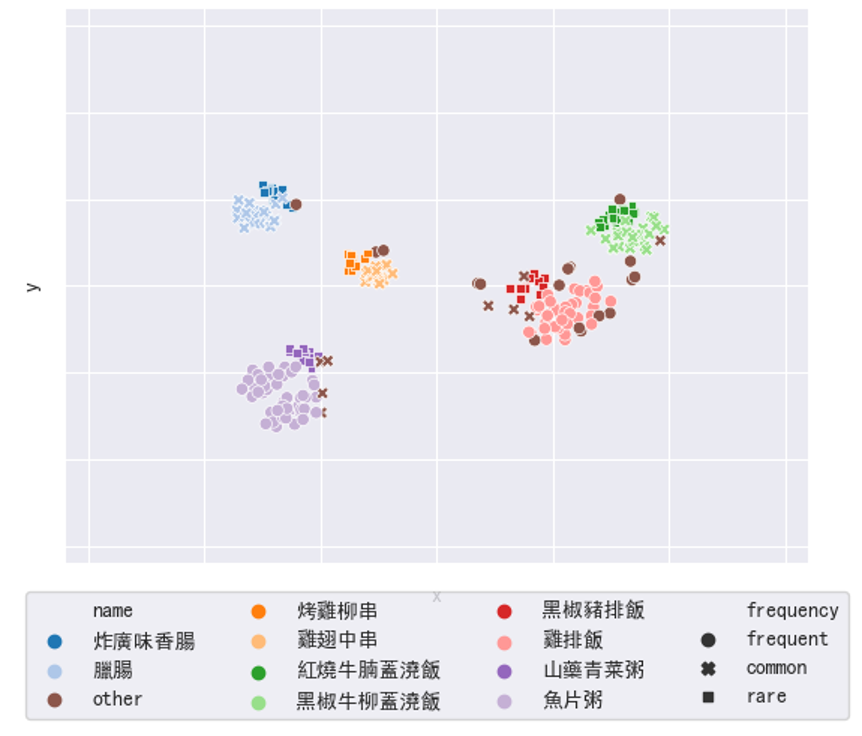 y
x
name
炸廣味香腸
臘腸
other
烤雞柳串
雞翅中串
紅燒牛腩蓋澆飯
黑椒牛柳蓋澆飯
黑椒豬排飯
雞排飯
山藥青菜粥
魚片粥
frequency
frequent
common
rare